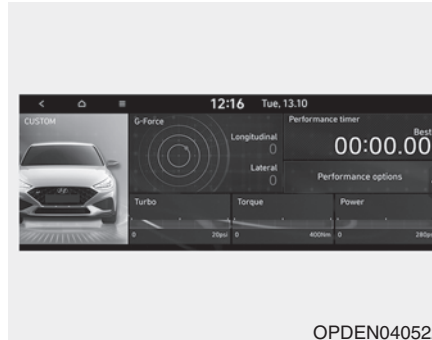 12:16 Tue, 13.10
CUSTOM
G-Force
Longitudinal
0
Lateral
0
Performance timer
Best
00:00.00
Performance options
Turbo
0 20psi
Torque
0 400Nm
Power
0 280p
OPDEN04052